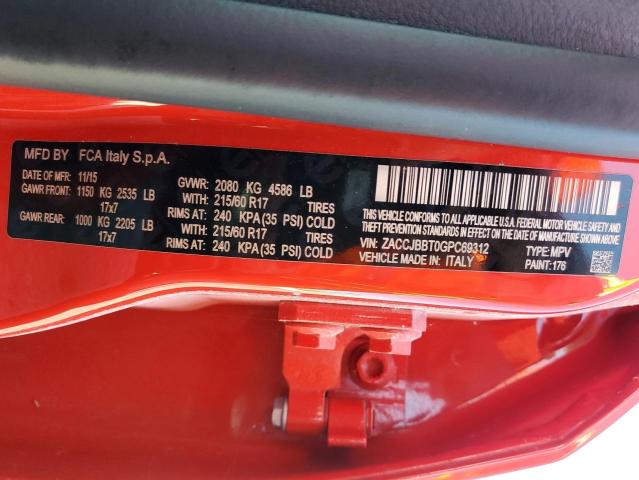 MFD BY FCA Italy S.p.A.
DATE OF MFR: 11/15 GVWR: 2080 KG 4586 LB
GAWR FRONT: 1150 KG 2535 LB WITH: 215/60 R17 TIRES
17x7 RIMS AT: 240 KPA (35 PSI) COLD
GAWR REAR: 1000 KG 2205 LB WITH: 215/60 R17 TIRES
17x7 RIMS AT: 240 KPA (35 PSI) COLD
THIS VEHICLE CONFORMS TO ALL APPLICABLE U.S.A. FEDERAL MOTOR VEHICLE SAFETY AND
THEFT PREVENTION STANDARDS IN EFFECT ON THE DATE OF MANUFACTURE SHOWN ABOVE.
VIN: ZACCJBBT0GPC69312 TYPE: MPV
VEHICLE MADE IN: ITALY PAINT: 176